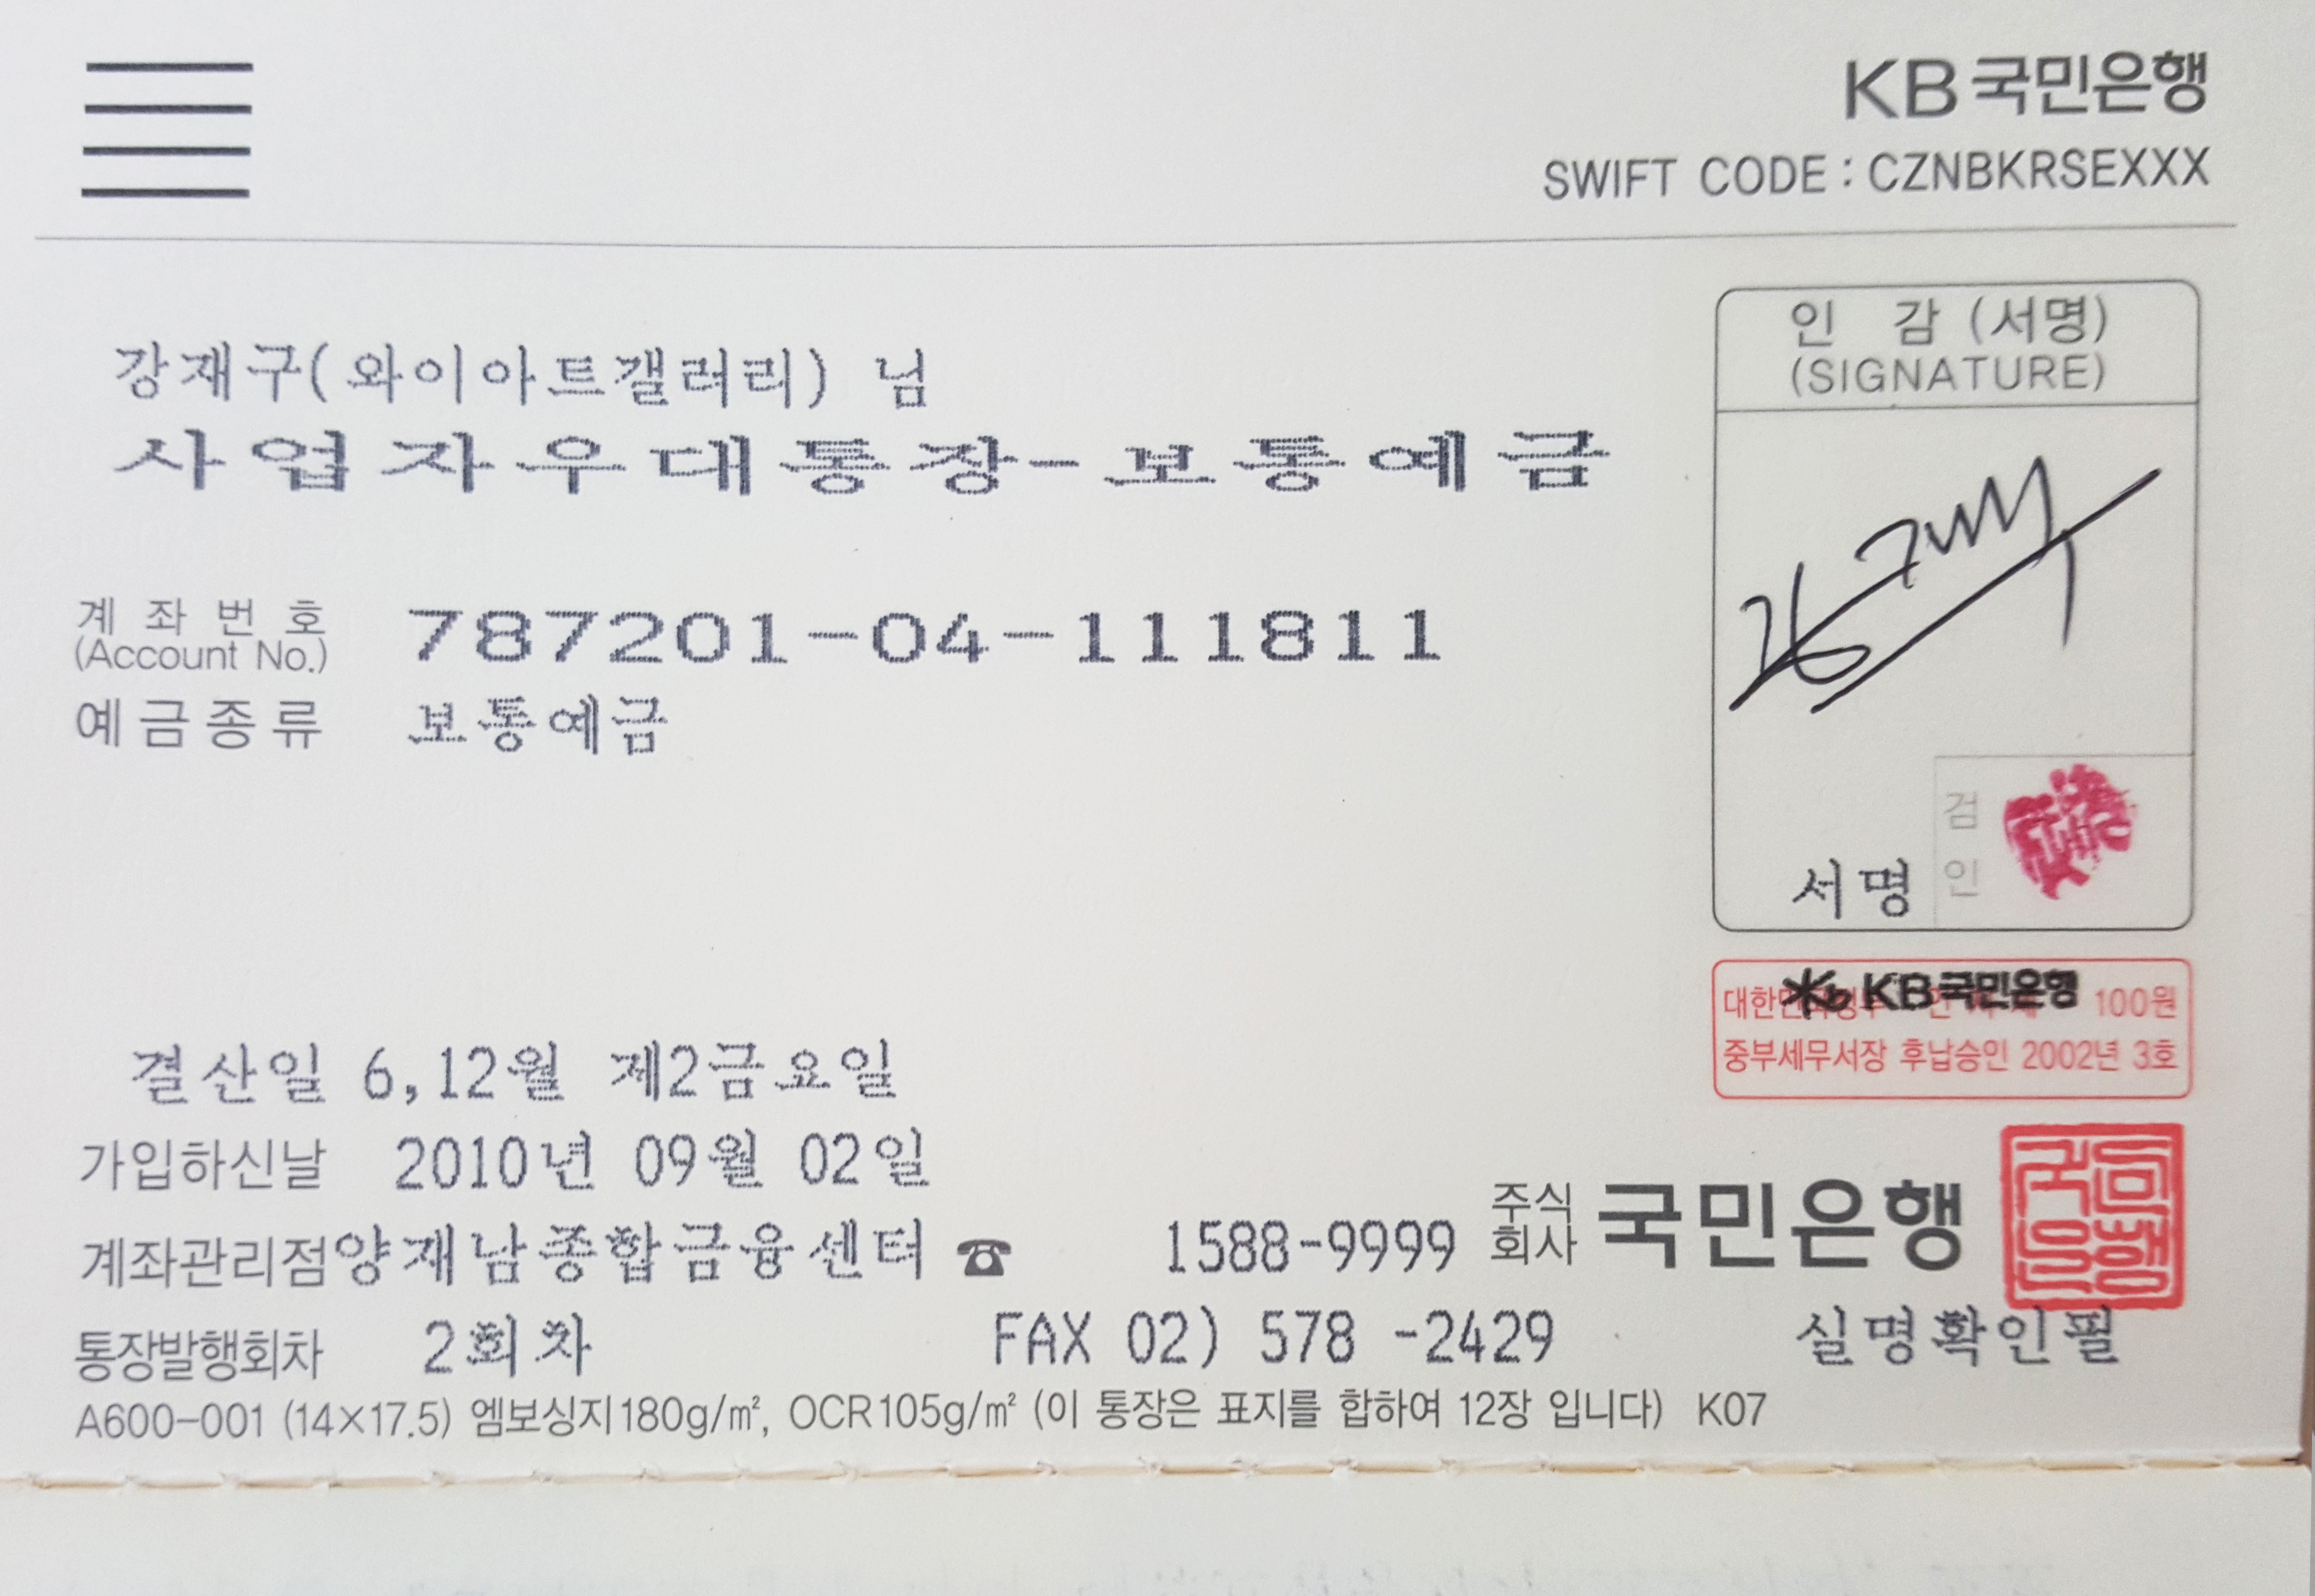 KB국민은행
SWIFT CODE : CZNBKRSEXXX
인 감 (서명)
(SIGNATURE)
강재구(와이아트갤러리) 님
사업자우대통장-보통예금
계좌번호 787201-04-111811
(Account No.)
예금종류 보통예금
검인
서명
KB국민은행
100원
중부세무서장 후납승인 2002년 3호
결산일 6,12월 제2금요일
가입하신날 2010년 09월 02일
계좌관리점 양재남종합금융센터 ☎ 1588-9999 주식회사 국민은행
국민은행
통장발행회차 2회차 FAX 02) 578 -2429 실명확인필
A600-001 (14×17.5) 엠보싱지180g/㎡, OCR105g/㎡ (이 통장은 표지를 합하여 12장 입니다) K07